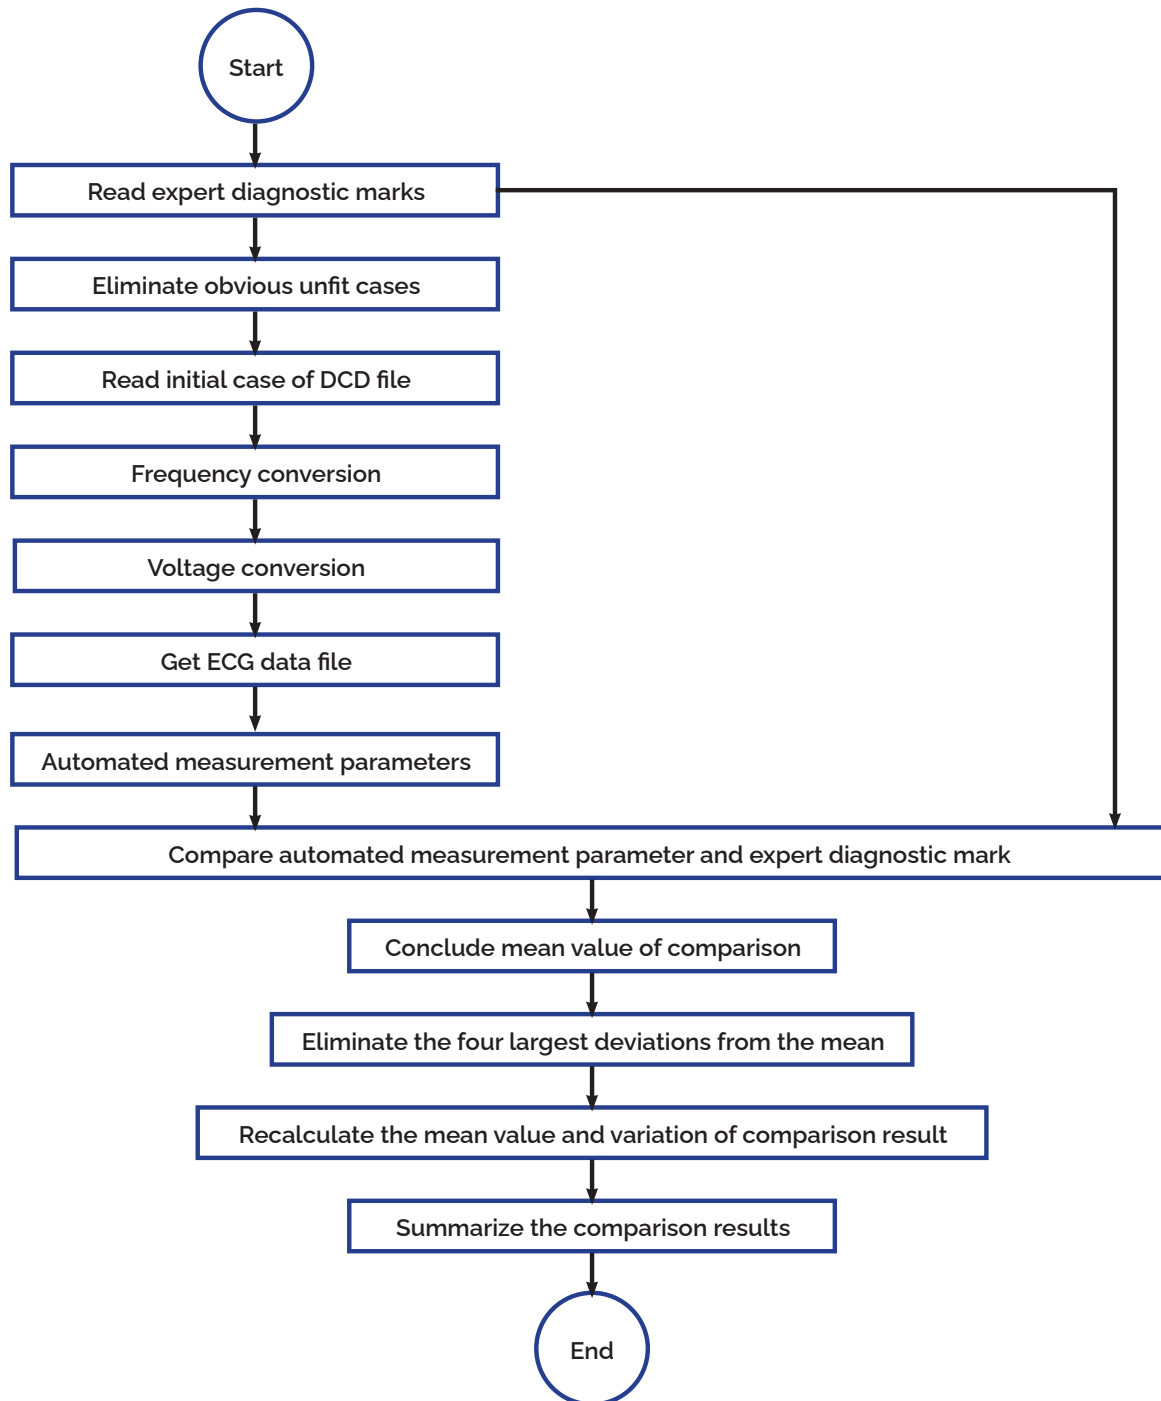 Start
Read expert diagnostic marks
Eliminate obvious unfit cases
Read initial case of DCD file
Frequency conversion
Voltage conversion
Get ECG data file
Automated measurement parameters
Compare automated measurement parameter and expert diagnostic mark
Conclude mean value of comparison
Eliminate the four largest deviations from the mean
Recalculate the mean value and variation of comparison result
Summarize the comparison results
End